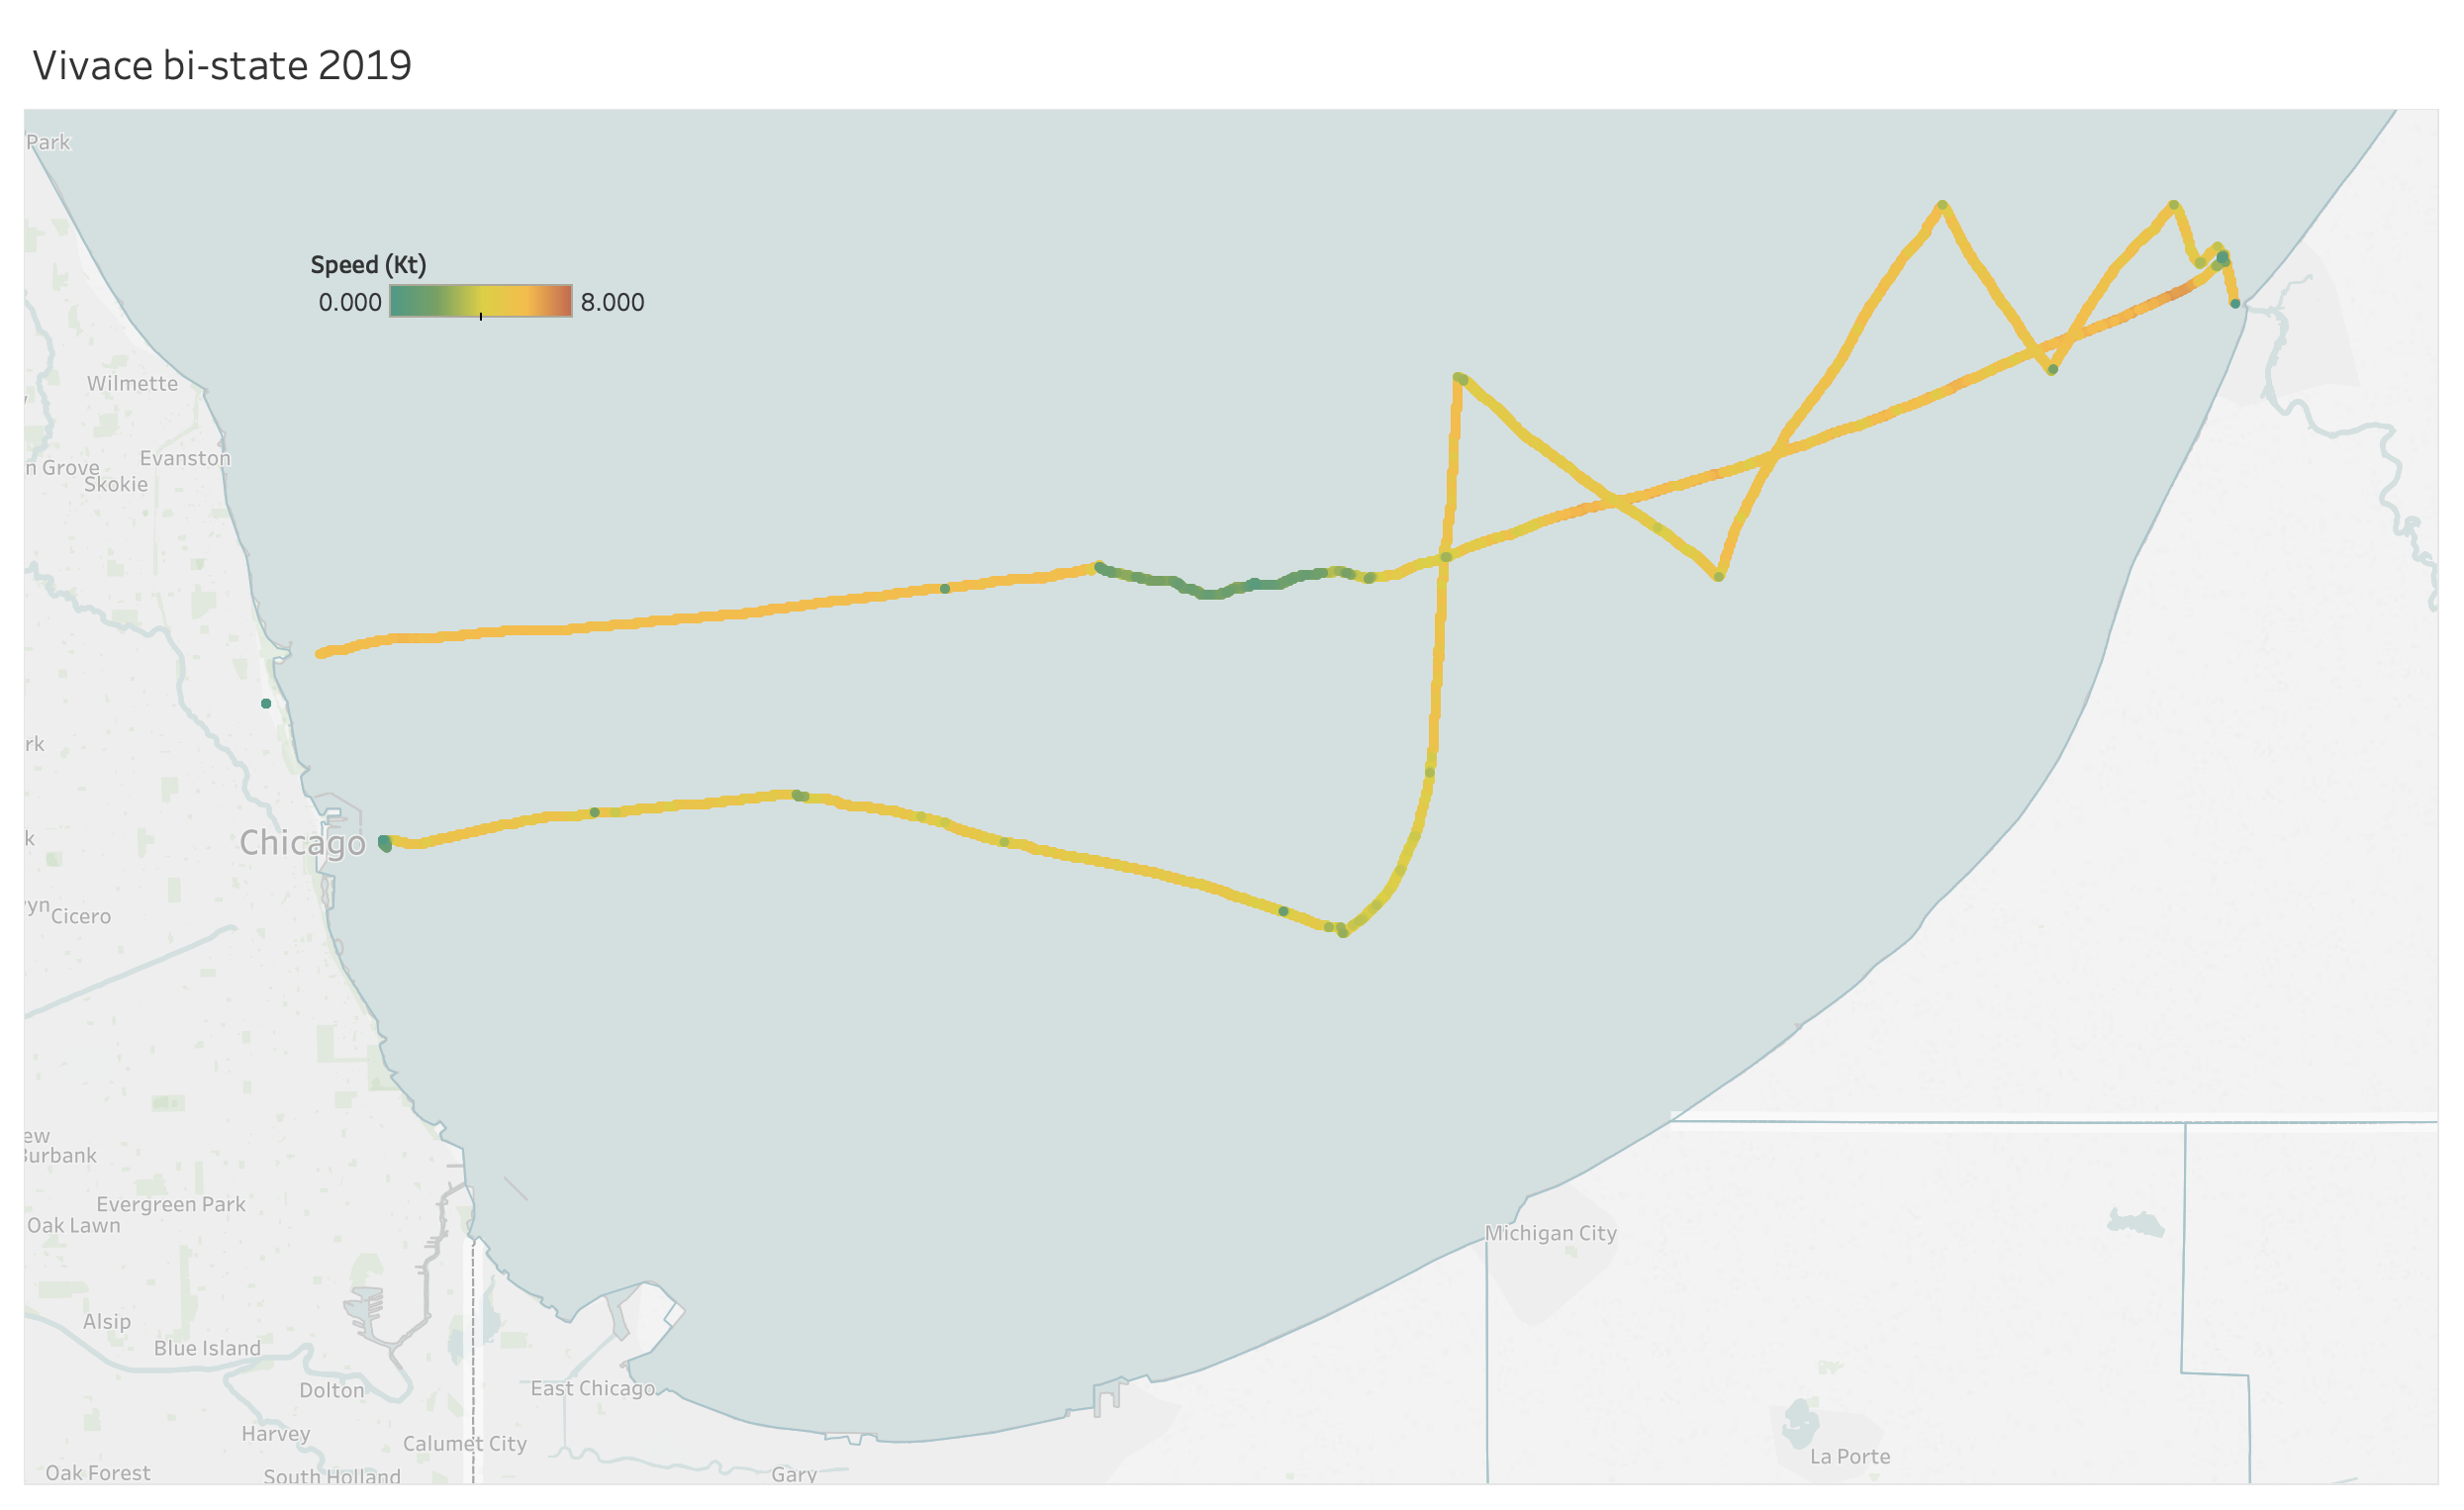 Vivace bi-state 2019
Park
Speed (Kt)
0.000 8.000
Wilmette
Evanston
n Grove
Skokie
rk
k
Chicago
yn
Cicero
ew
Burbank
Evergreen Park
Oak Lawn
Michigan City
Alsip
Blue Island
Dolton
East Chicago
Harvey
Calumet City
La Porte
Oak Forest
South Holland
Gary